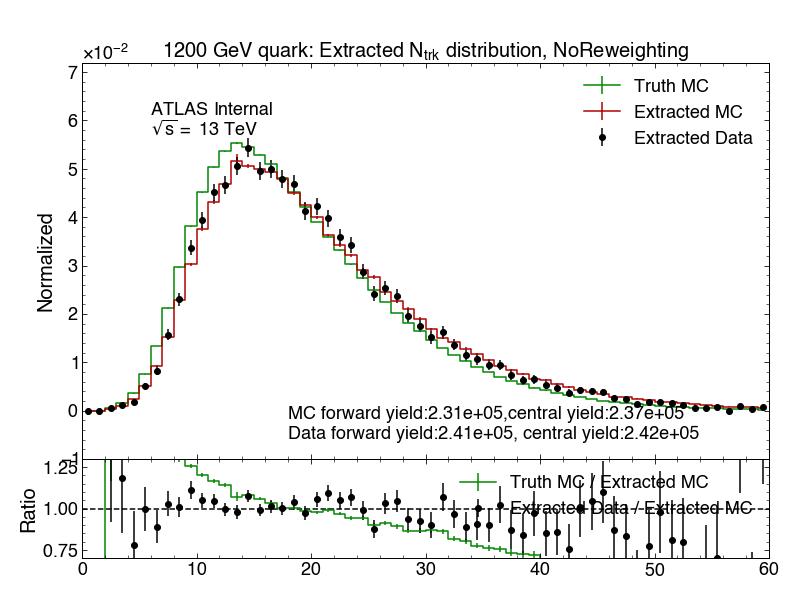 ×10⁻² 1200 GeV quark: Extracted N_trk distribution, NoReweighting
7
6
5
4
3
2
1
0
1
Normalized
ATLAS Internal
√s = 13 TeV
Truth MC
Extracted MC
Extracted Data
MC forward yield:2.31e+05,central yield:2.37e+05
Data forward yield:2.41e+05, central yield:2.42e+05
1.25
1.00
0.75
Ratio
Truth MC / Extracted MC
Extracted Data / Extracted MC
0 10 20 30 40 50 60